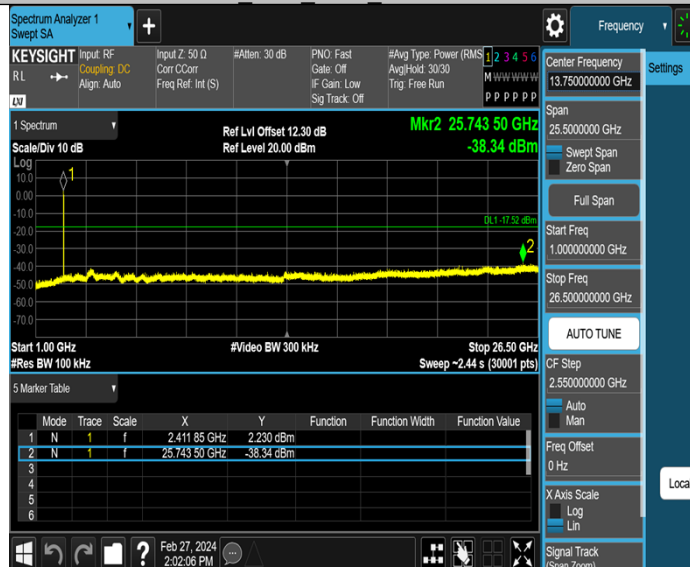 Spectrum Analyzer 1
Swept SA
Frequency
KEYSIGHT
RL
LXI
Input: RF
Coupling: DC
Align: Auto
Input Z: 50 Ω
Corr CCorr
Freq Ref: Int (S)
#Atten: 30 dB
PNO: Fast
Gate: Off
IF Gain: Low
Sig Track: Off
#Avg Type: Power (RMS
Avg|Hold: 30/30
Trig: Free Run
1 2 3 4 5 6
M W W W W W
P P P P P P
1 Spectrum
Scale/Div 10 dB
Ref Lvl Offset 12.30 dB
Ref Level 20.00 dBm
Mkr2 25.743 50 GHz
-38.34 dBm
Log
10.0
0.00
-10.0
-20.0
-30.0
-40.0
-50.0
-60.0
-70.0
1
DL1 -17.52 dBm
2
Start 1.00 GHz
#Video BW 300 kHz
Stop 26.50 GHz
#Res BW 100 kHz
Sweep ~2.44 s (30001 pts)
5 Marker Table
Mode Trace Scale X Y Function Function Width Function Value
1 N 1 f 2.411 85 GHz 2.230 dBm
2 N 1 f 25.743 50 GHz -38.34 dBm
3
4
5
6
Feb 27, 2024
2:02:06 PM
Center Frequency
13.750000000 GHz
Settings
Span
25.5000000 GHz
Swept Span
Zero Span
Full Span
Start Freq
1.000000000 GHz
Stop Freq
26.500000000 GHz
AUTO TUNE
CF Step
2.550000000 GHz
Auto
Man
Freq Offset
0 Hz
X Axis Scale
Log
Lin
Signal Track
(Span Zoom)
Loca